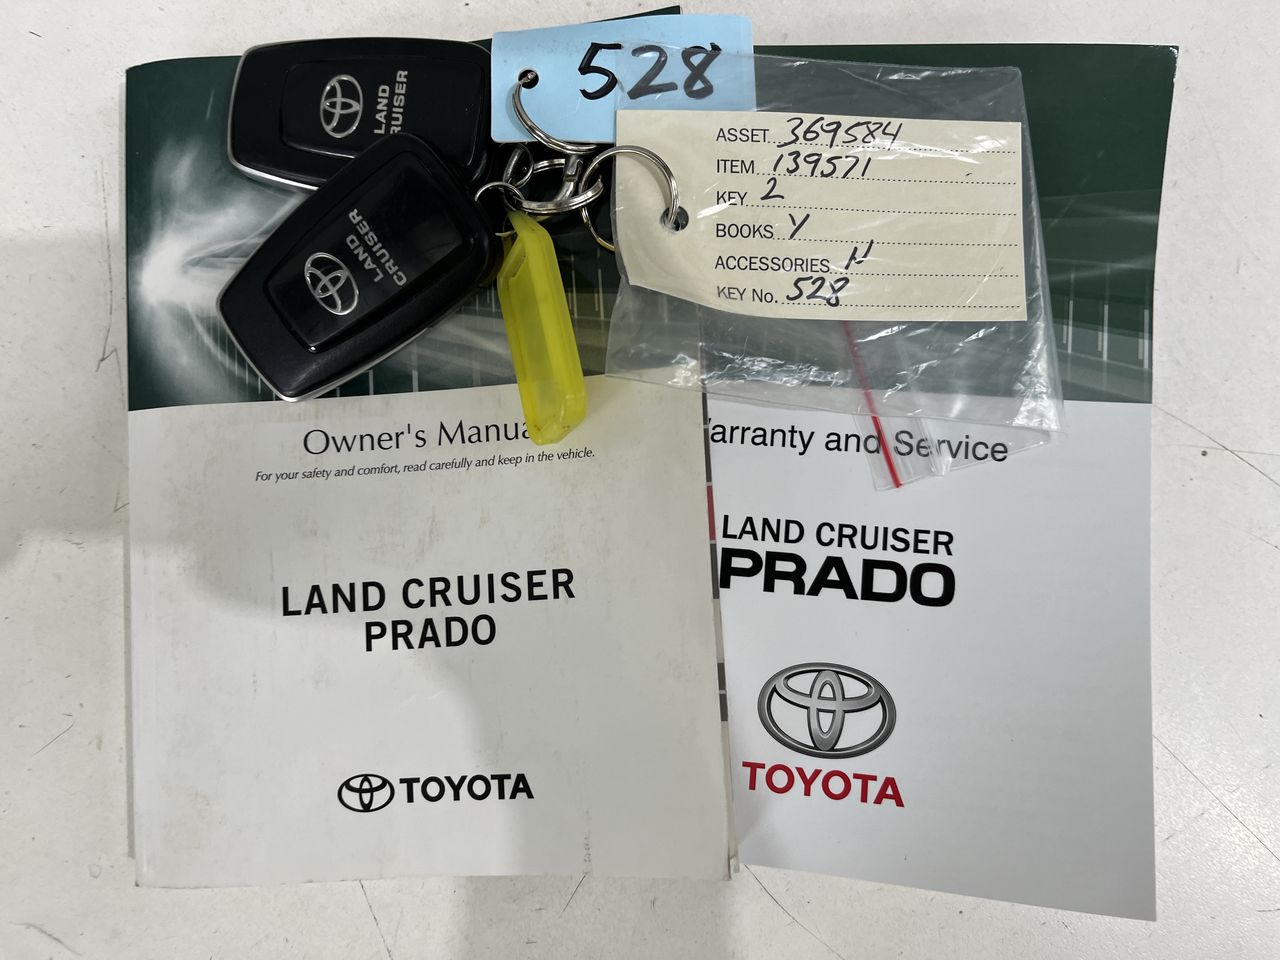 528
LAND
CRUISER
LAND
CRUISER
ASSET 369584
ITEM 139571
KEY 2
BOOKS Y
ACCESSORIES N
KEY No. 528
Owner's Manua
For your safety and comfort, read carefully and keep in the vehicle.
LAND CRUISER
PRADO
TOYOTA
arranty and Service
LAND CRUISER
PRADO
TOYOTA